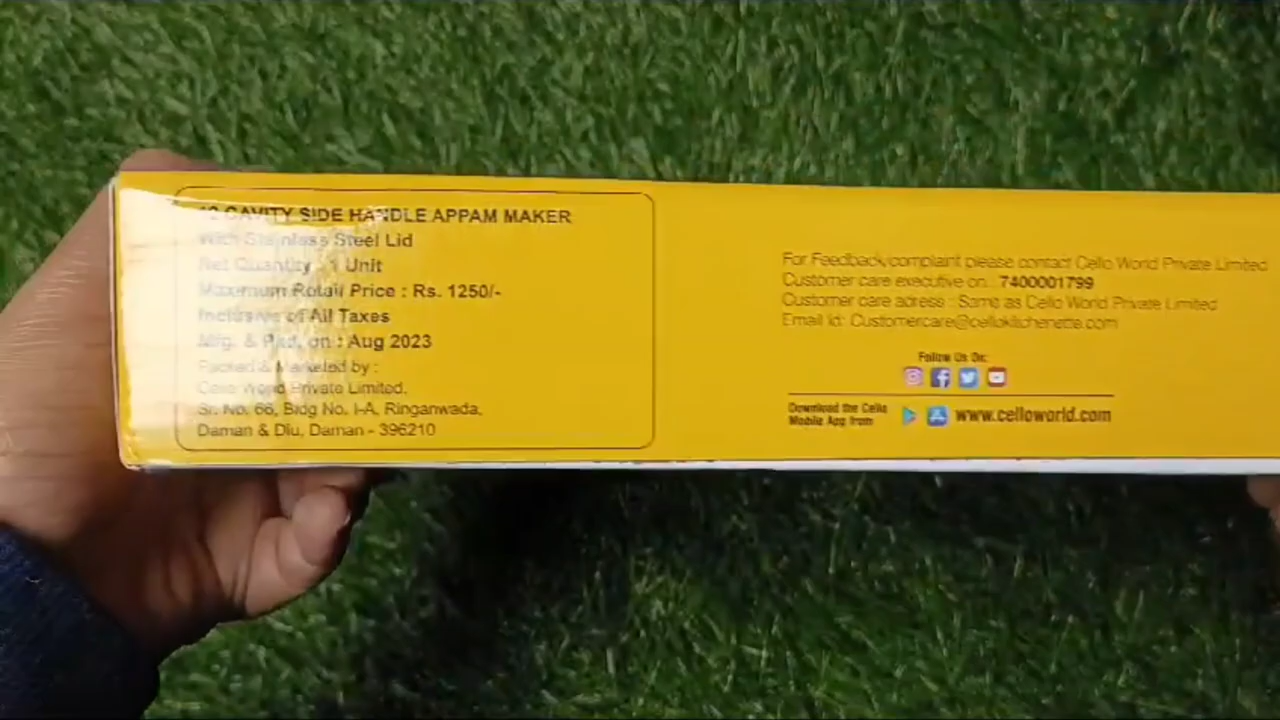 12 CAVITY SIDE HANDLE APPAM MAKER
With Stainless Steel Lid
Net Quantity : 1 Unit
Maximum Retail Price : Rs. 1250/-
Inclusive of All Taxes
Mfg. & Pkd. on : Aug 2023
Packed & Marketed by :
Cello World Private Limited.
Sr. No. 66, Bldg No. I-A, Ringanwada,
Daman & Diu, Daman - 396210
For Feedback/complaint please contact Cello World Private Limited
Customer care executive on : 7400001799
Customer care adress : Same as Cello World Private Limited
Email Id: Customercare@cellokitchenette.com
Follow Us On:
Download the Cello
Mobile App from
www.celloworld.com